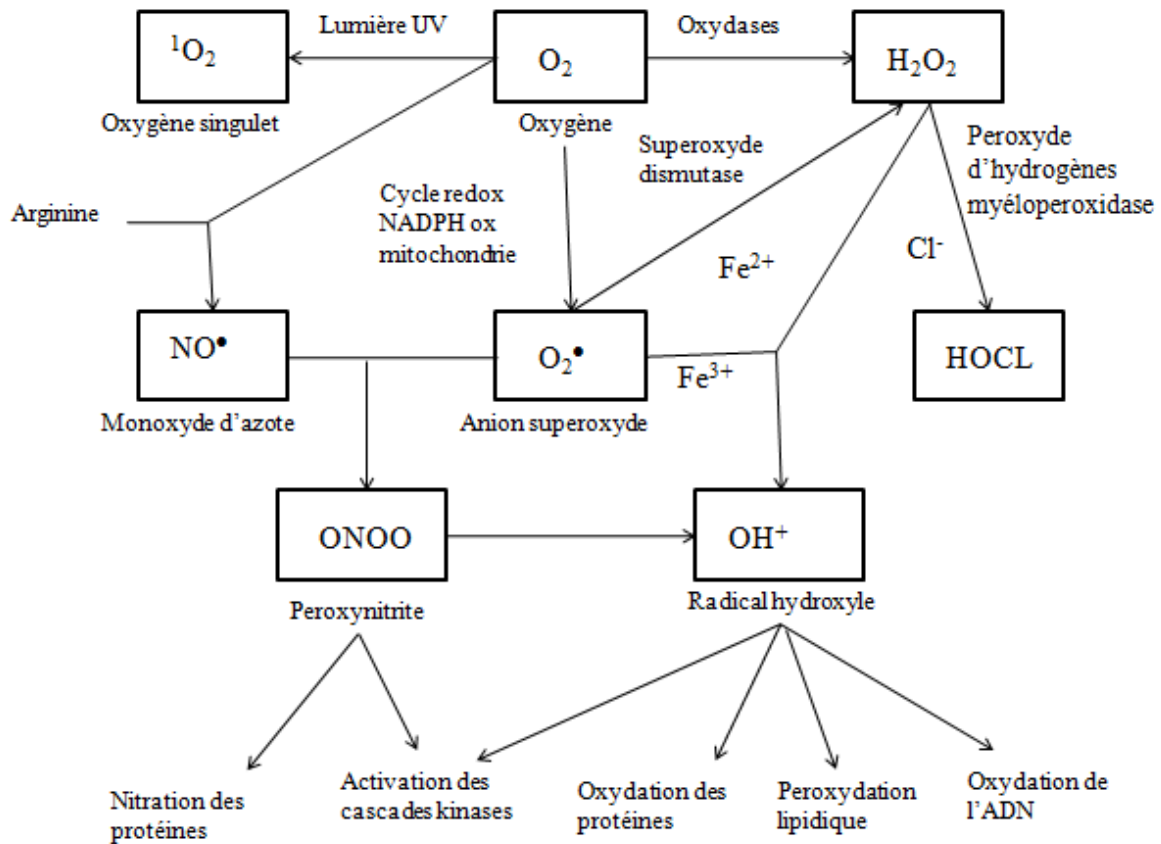 Lumière UV
Oxydases
¹O₂
O₂
H₂O₂
Oxygène singulet
Oxygène
Superoxyde
dismutase
Peroxyde
d'hydrogènes
myéloperoxidase
Arginine
Cycle redox
NADPH ox
mitochondrie
Fe²⁺
Cl⁻
NO•
O₂•
Fe³⁺
HOCL
Monoxyde d'azote
Anion superoxyde
ONOO
OH⁺
Peroxynitrite
Radical hydroxyle
Nitration des
protéines
Activation des
cascades kinases
Oxydation des
protéines
Peroxydation
lipidique
Oxydation de
l'ADN